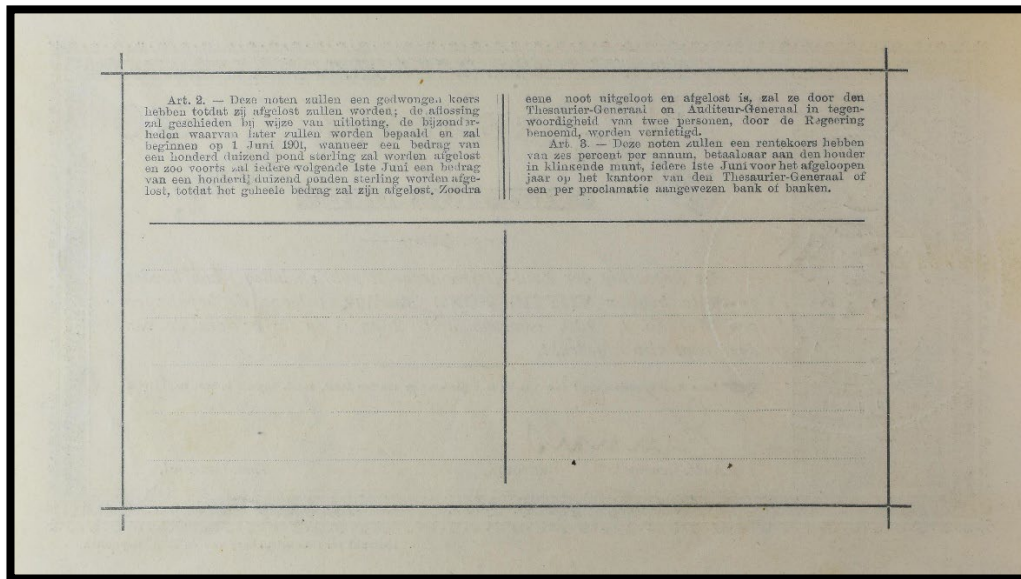 Art. 2. — Deze noten zullen een gedwongen koers
hebben totdat zij afgelost zullen worden; de aflossing
zal geschieden bij wijze van uitloting, de bijzonder-
heden waarvan later zullen worden bepaald en zal
beginnen op 1 Juni 1901, wanneer een bedrag van
een honderd duizend pond sterling zal worden afgelost
en zoo voorts zal iedere volgende 1ste Juni een bedrag
van een honderd duizend ponden sterling worden afge-
lost, totdat het geheele bedrag zal zijn afgelost. Zoodra
eene noot uitgeloot en afgelost is, zal ze door den
Thesaurier-Generaal en Auditeur-Generaal in tegen-
woordigheid van twee personen, door de Regeering
benoemd, worden vernietigd.
Art. 3. — Deze noten zullen een rentekoers hebben
van zes percent per annum, betaalbaar aan den houder
in klinkende munt, iedere 1ste Juni voor het afgeloopen
jaar op het kantoor van den Thesaurier-Generaal of
een per proclamatie aangewezen bank of banken.